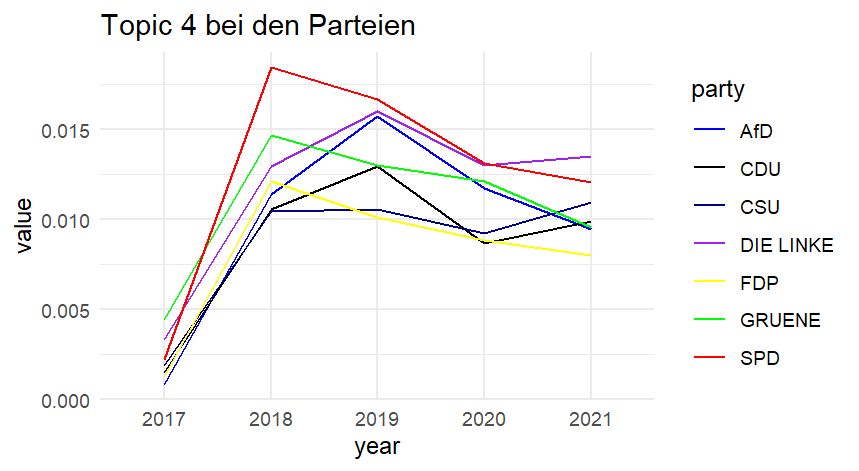 Topic 4 bei den Parteien
value
0.015
0.010
0.005
0.000
2017 2018 2019 2020 2021
year
party
AfD
CDU
CSU
DIE LINKE
FDP
GRUENE
SPD